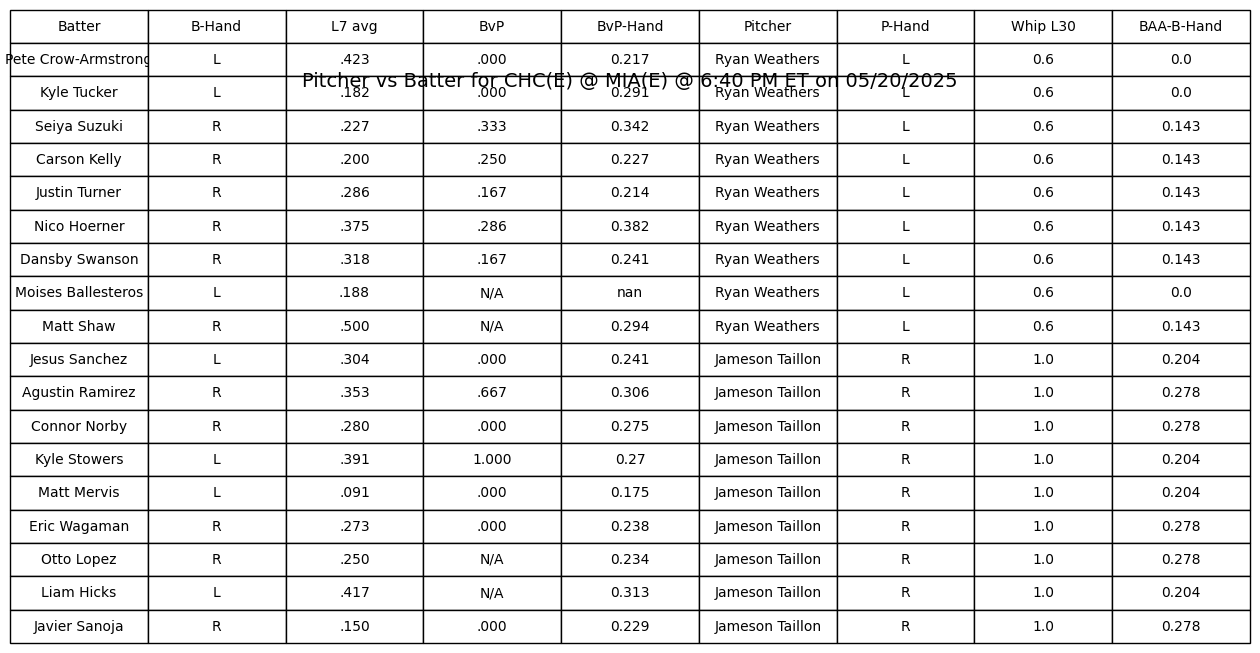 Batter B-Hand L7 avg BvP BvP-Hand Pitcher P-Hand Whip L30 BAA-B-Hand
Pete Crow-Armstrong L .423 .000 0.217 Ryan Weathers L 0.6 0.0
Pitcher vs Batter for CHC(E) @ MIA(E) @ 6:40 PM ET on 05/20/2025
Kyle Tucker L .182 .000 0.291 Ryan Weathers L 0.6 0.0
Seiya Suzuki R .227 .333 0.342 Ryan Weathers L 0.6 0.143
Carson Kelly R .200 .250 0.227 Ryan Weathers L 0.6 0.143
Justin Turner R .286 .167 0.214 Ryan Weathers L 0.6 0.143
Nico Hoerner R .375 .286 0.382 Ryan Weathers L 0.6 0.143
Dansby Swanson R .318 .167 0.241 Ryan Weathers L 0.6 0.143
Moises Ballesteros L .188 N/A nan Ryan Weathers L 0.6 0.0
Matt Shaw R .500 N/A 0.294 Ryan Weathers L 0.6 0.143
Jesus Sanchez L .304 .000 0.241 Jameson Taillon R 1.0 0.204
Agustin Ramirez R .353 .667 0.306 Jameson Taillon R 1.0 0.278
Connor Norby R .280 .000 0.275 Jameson Taillon R 1.0 0.278
Kyle Stowers L .391 1.000 0.27 Jameson Taillon R 1.0 0.204
Matt Mervis L .091 .000 0.175 Jameson Taillon R 1.0 0.204
Eric Wagaman R .273 .000 0.238 Jameson Taillon R 1.0 0.278
Otto Lopez R .250 N/A 0.234 Jameson Taillon R 1.0 0.278
Liam Hicks L .417 N/A 0.313 Jameson Taillon R 1.0 0.204
Javier Sanoja R .150 .000 0.229 Jameson Taillon R 1.0 0.278